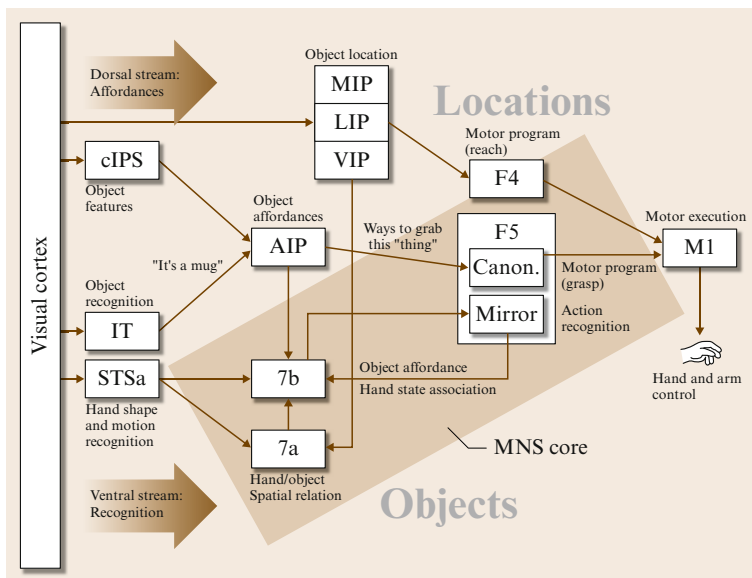 Visual cortex
Dorsal stream:
Affordances
Object location
MIP
LIP
VIP
Locations
Motor program
(reach)
F4
cIPS
Object
features
Object
affordances
AIP
Ways to grab
this "thing"
F5
Canon.
Motor program
(grasp)
Motor execution
M1
"It's a mug"
Object
recognition
IT
Mirror
Action
recognition
STSa
Hand shape
and motion
recognition
7b
Object affordance
Hand state association
Hand and arm
control
7a
Hand/object
Spatial relation
MNS core
Ventral stream:
Recognition
Objects